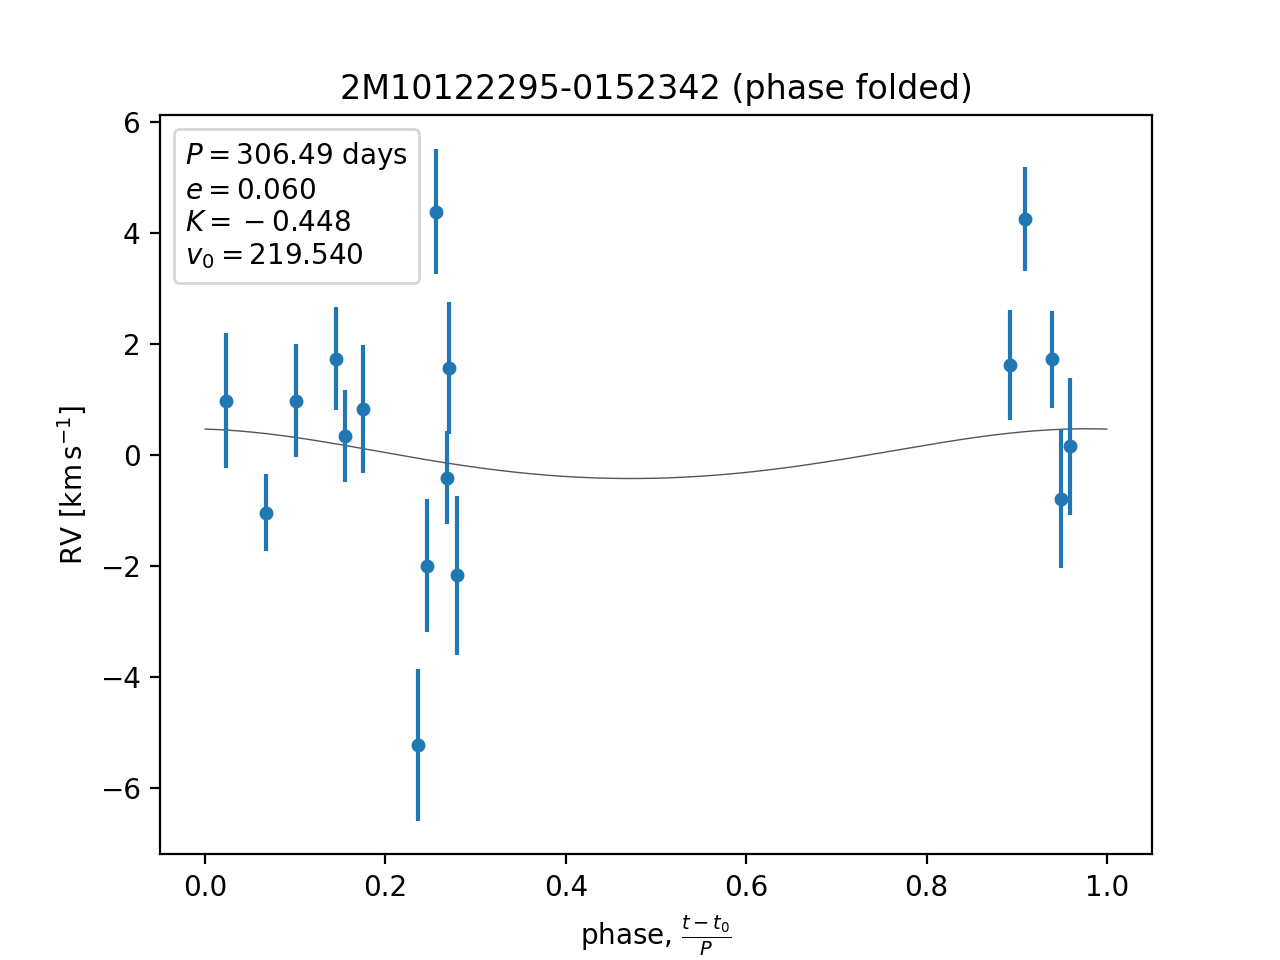 2M10122295-0152342 (phase folded)
P = 306.49 days
e = 0.060
K = −0.448
v₀ = 219.540
6
4
2
0
−2
−4
−6
RV [km s⁻¹]
0.0 0.2 0.4 0.6 0.8 1.0
phase, (t − t₀)/P